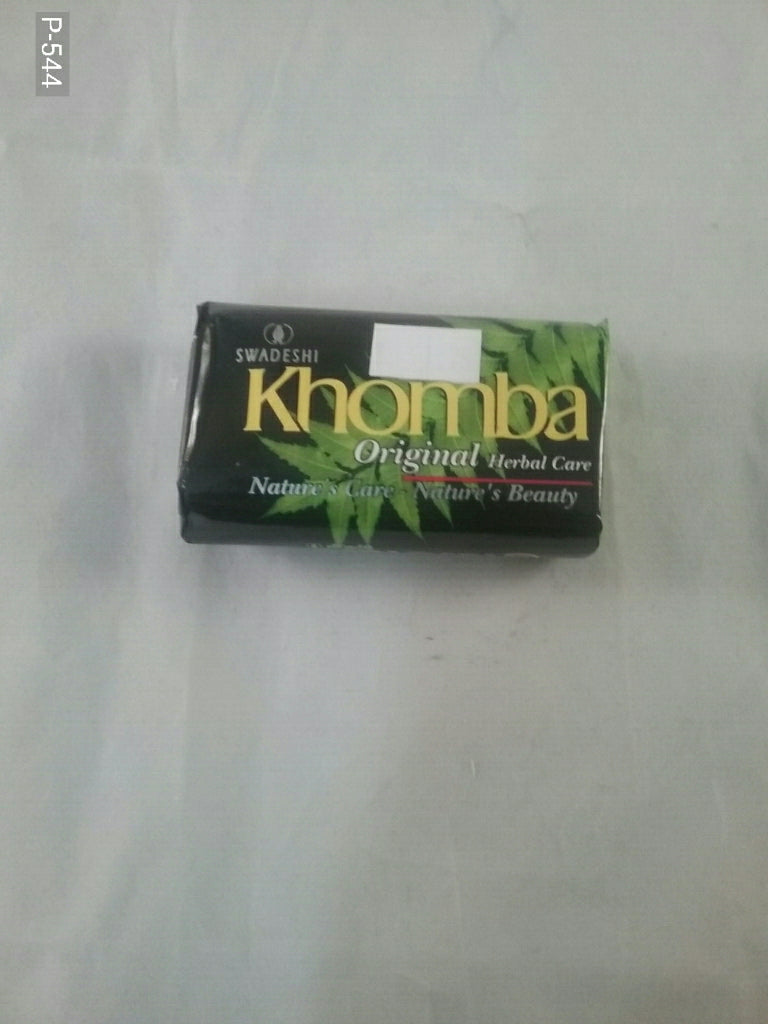 P-544
SWADESHI
Khomba
Original Herbal Care
Nature's Care - Nature's Beauty